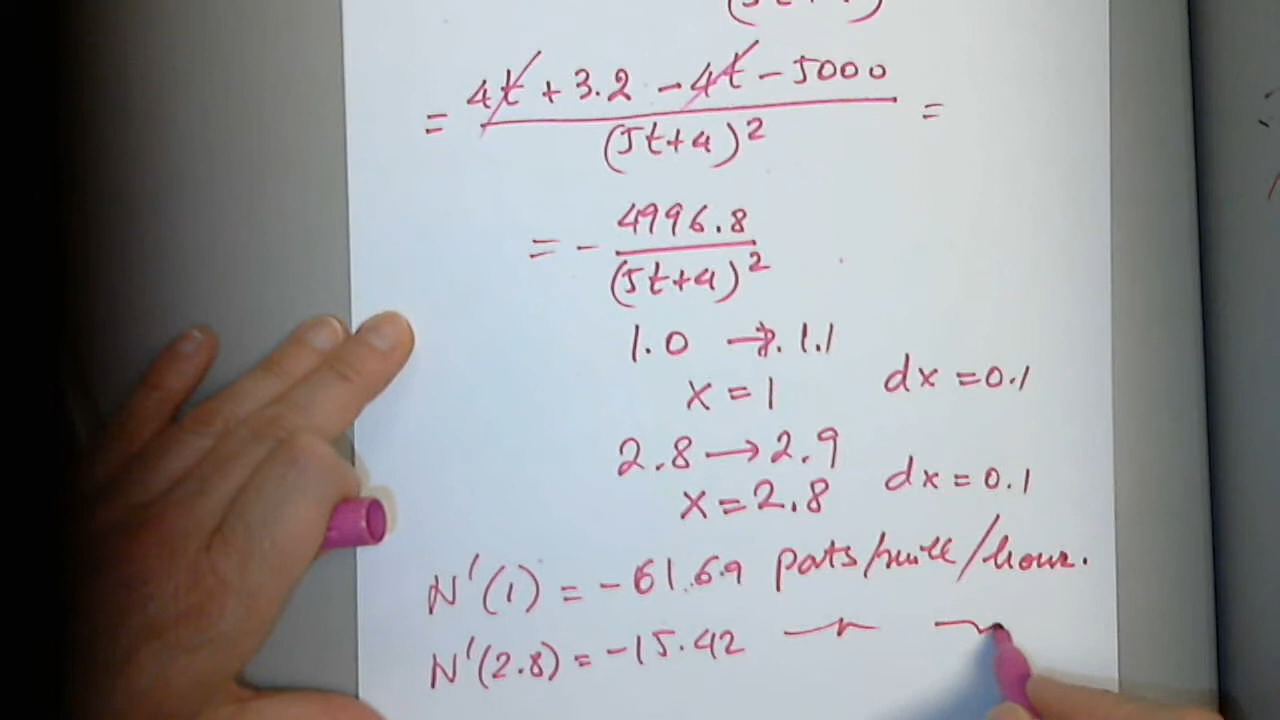 = 4t + 3.2 - 4t - 5000 / (5t+4)² =
= - 4996.8 / (5t+4)²
1.0 → 1.1
x = 1 dx = 0.1
2.8 → 2.9
x = 2.8 dx = 0.1
N'(1) = -61.69 pats/mill/hour.
N'(2.8) = -15.42